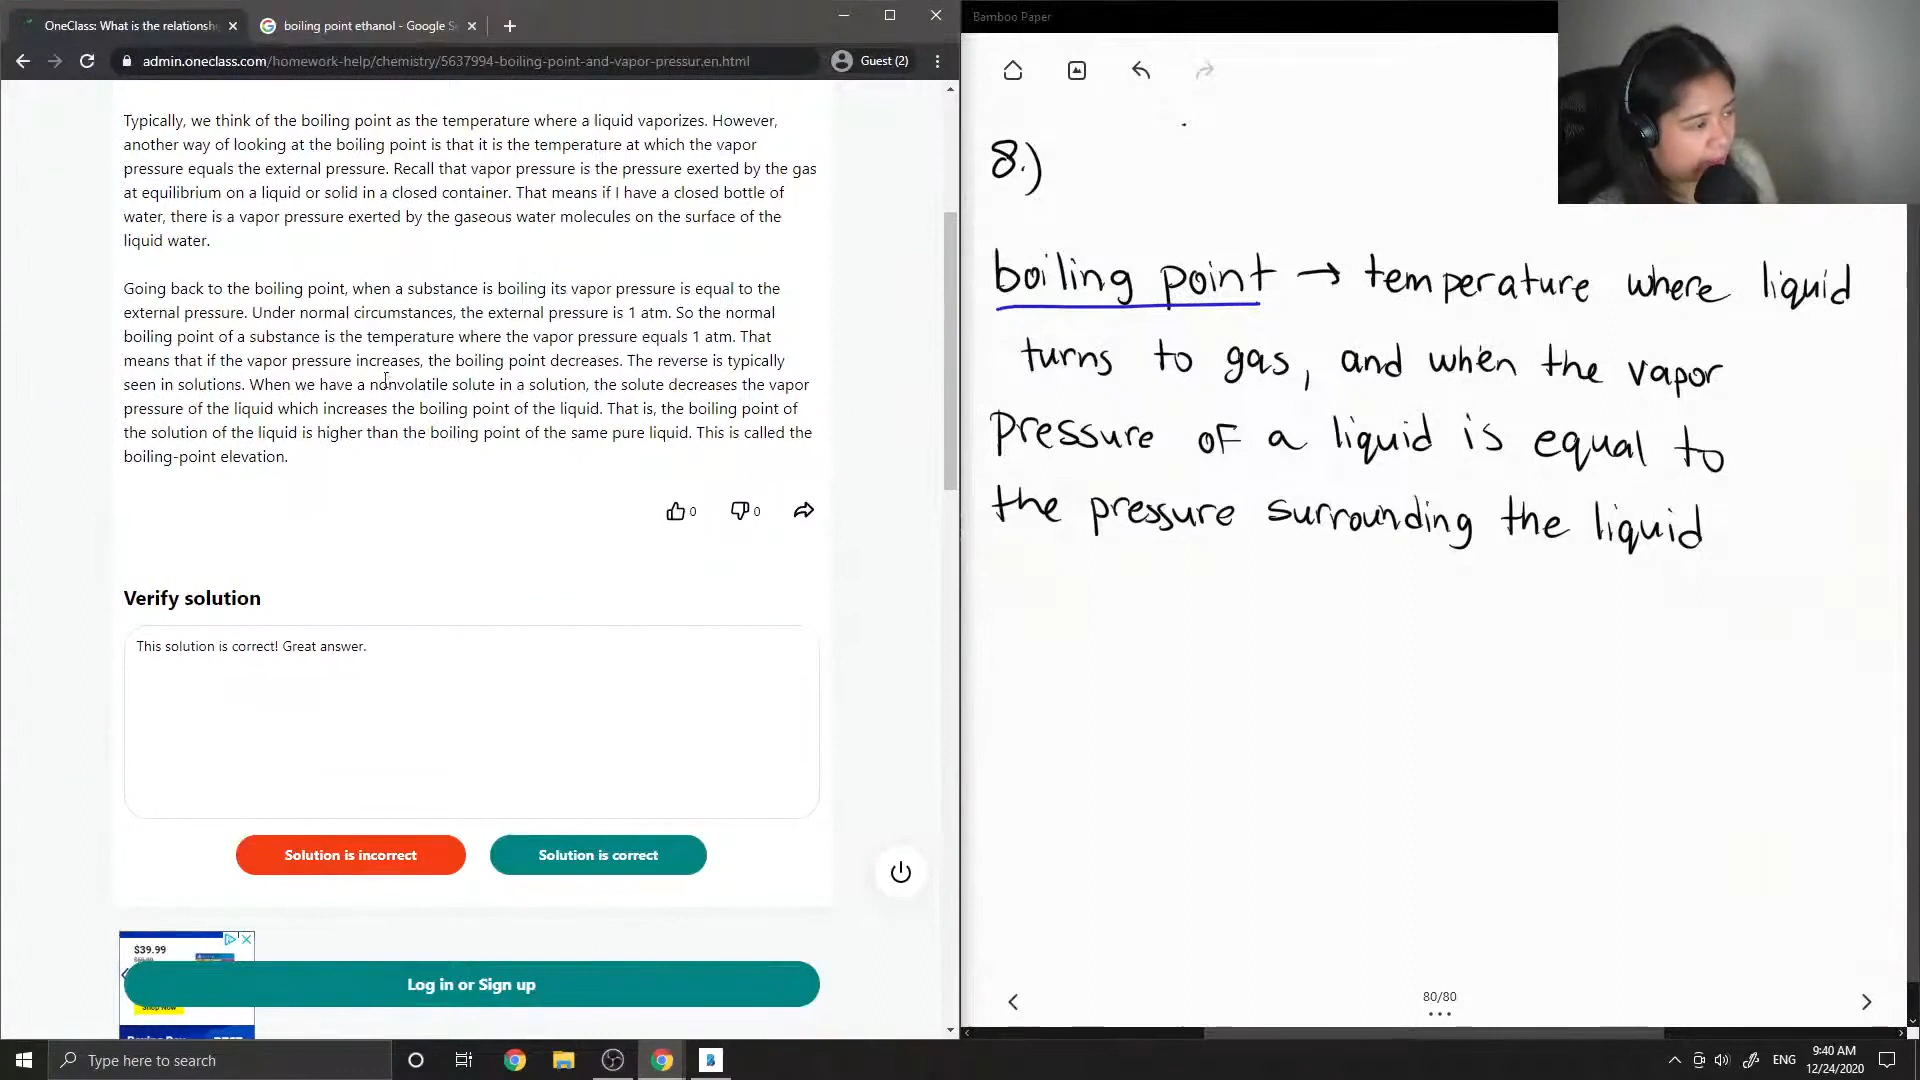 OneClass: What is the relationsh
boiling point ethanol - Google S
admin.oneclass.com/homework-help/chemistry/5637994-boiling-point-and-vapor-pressur.en.html
Guest (2)
Typically, we think of the boiling point as the temperature where a liquid vaporizes. However,
another way of looking at the boiling point is that it is the temperature at which the vapor
pressure equals the external pressure. Recall that vapor pressure is the pressure exerted by the gas
at equilibrium on a liquid or solid in a closed container. That means if I have a closed bottle of
water, there is a vapor pressure exerted by the gaseous water molecules on the surface of the
liquid water.
Going back to the boiling point, when a substance is boiling its vapor pressure is equal to the
external pressure. Under normal circumstances, the external pressure is 1 atm. So the normal
boiling point of a substance is the temperature where the vapor pressure equals 1 atm. That
means that if the vapor pressure increases, the boiling point decreases. The reverse is typically
seen in solutions. When we have a nonvolatile solute in a solution, the solute decreases the vapor
pressure of the liquid which increases the boiling point of the liquid. That is, the boiling point of
the solution of the liquid is higher than the boiling point of the same pure liquid. This is called the
boiling-point elevation.
0
0
Verify solution
This solution is correct! Great answer.
Solution is incorrect
Solution is correct
$39.99
Log in or Sign up
Bamboo Paper
8.)
boiling point → temperature where liquid
turns to gas, and when the vapor
pressure of a liquid is equal to
the pressure surrounding the liquid
80/80
Type here to search
ENG
9:40 AM
12/24/2020